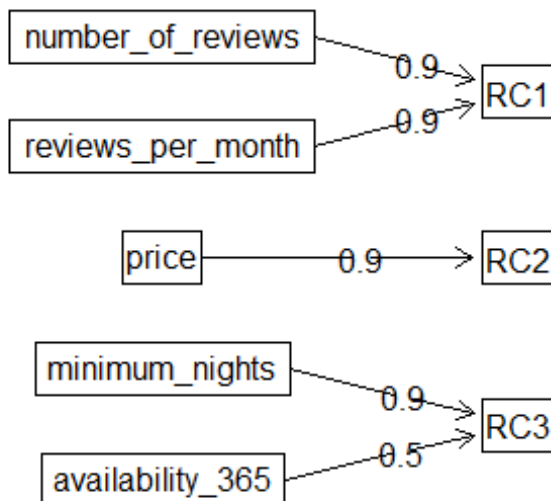 number_of_reviews
0.9
RC1
reviews_per_month
0.9
price
0.9
RC2
minimum_nights
0.9
RC3
availability_365
0.5